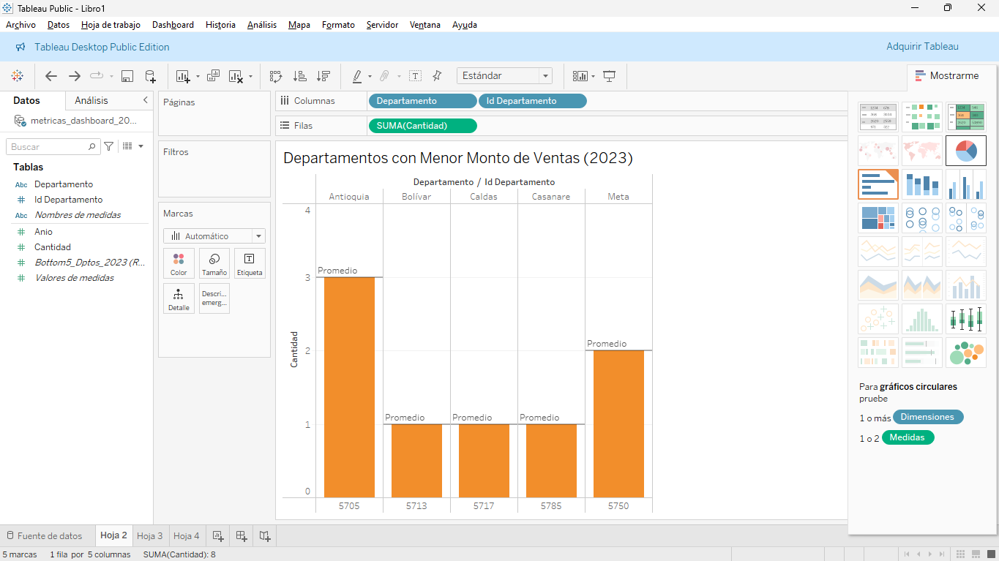 Tableau Public - Libro1
Archivo Datos Hoja de trabajo Dashboard Historia Análisis Mapa Formato Servidor Ventana Ayuda
Tableau Desktop Public Edition
Adquirir Tableau
Estándar
Mostrarme
Datos
Análisis
metricas_dashboard_20...
Buscar
Tablas
Abc Departamento
Id Departamento
Abc Nombres de medidas
Anio
Cantidad
Bottom5_Dptos_2023 (R...
Valores de medidas
Páginas
Filtros
Marcas
Automático
Color
Tamaño
Etiqueta
Detalle
Descri...
emerg...
Columnas
Departamento
Id Departamento
Filas
SUMA(Cantidad)
Departamentos con Menor Monto de Ventas (2023)
Departamento / Id Departamento
Antioquia Bolívar Caldas Casanare Meta
Cantidad
4
3
2
1
0
Promedio
Promedio
Promedio
Promedio
Promedio
5705 5713 5717 5785 5750
Para gráficos circulares
pruebe
1 o más Dimensiones
1 o 2 Medidas
Fuente de datos
Hoja 2
Hoja 3
Hoja 4
5 marcas 1 fila por 5 columnas SUMA(Cantidad): 8